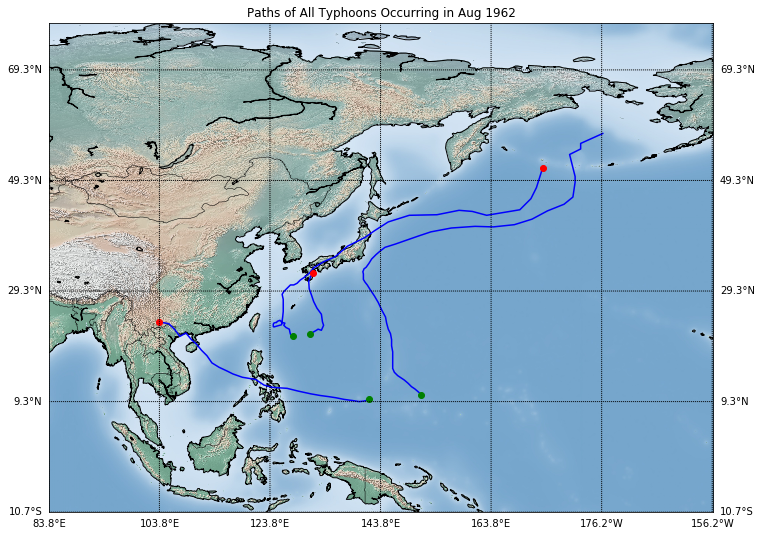 Paths of All Typhoons Occurring in Aug 1962
69.3°N 69.3°N
49.3°N 49.3°N
29.3°N 29.3°N
9.3°N 9.3°N
10.7°S 10.7°S
83.8°E 103.8°E 123.8°E 143.8°E 163.8°E 176.2°W 156.2°W